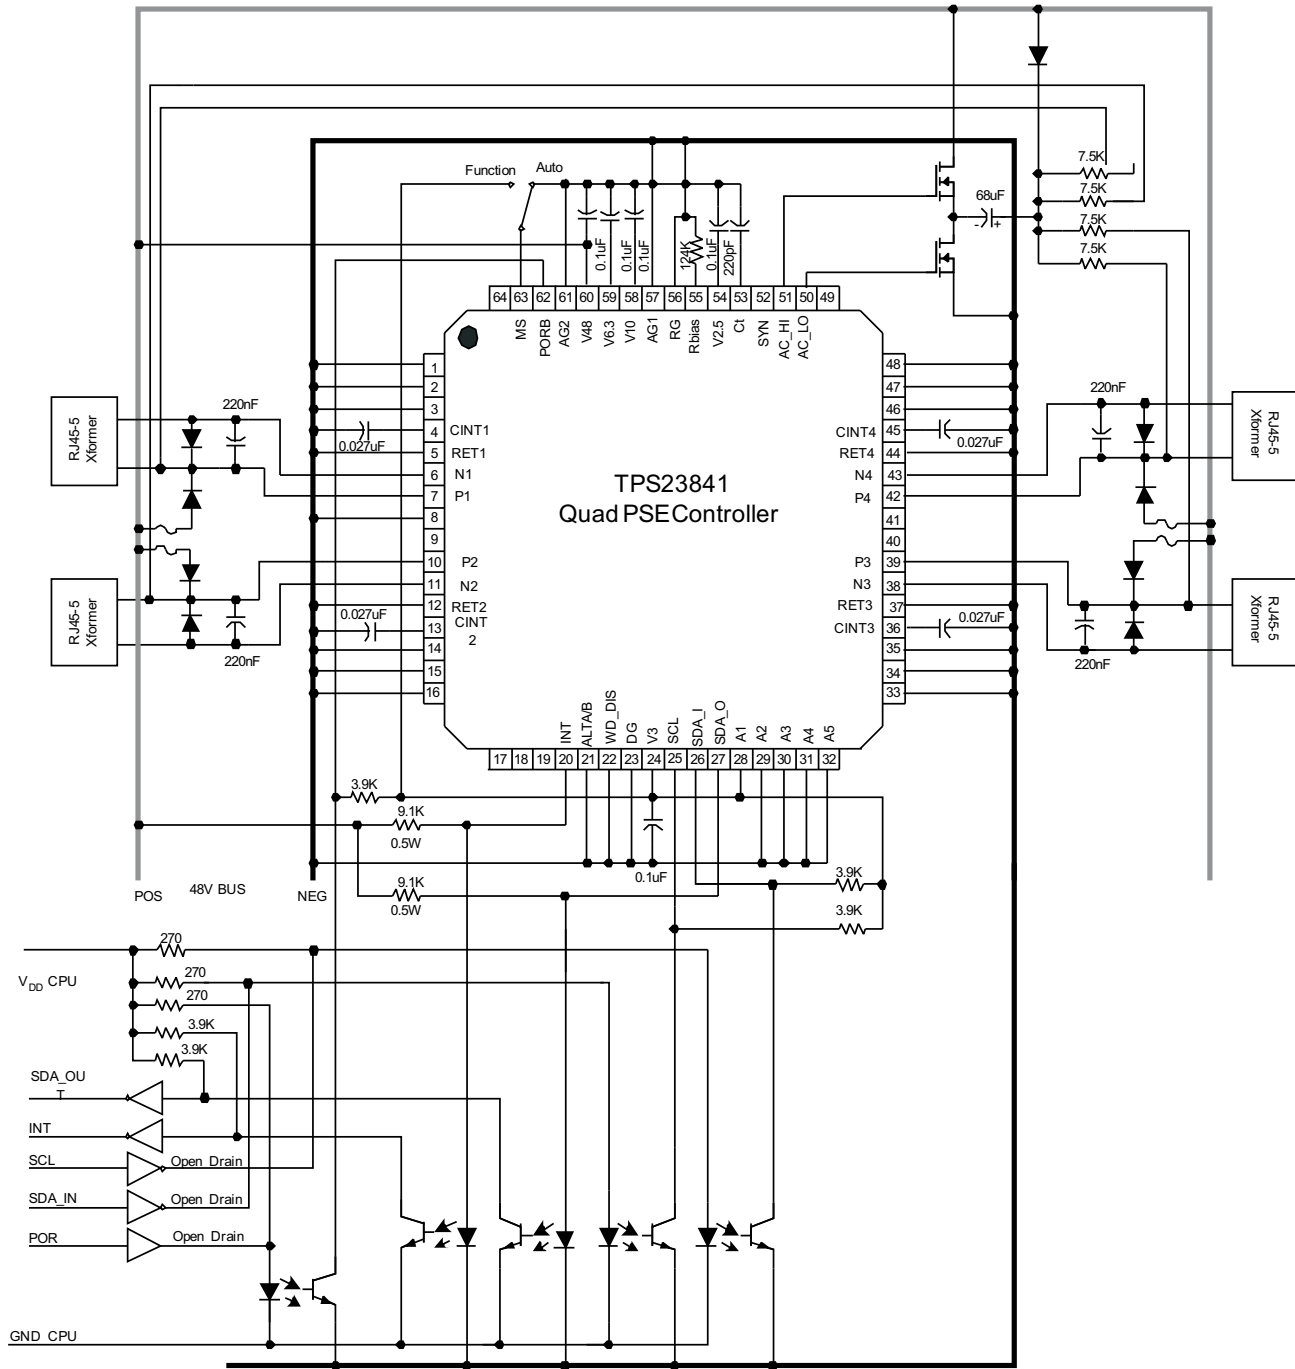 7.5K
7.5K
7.5K
7.5K
68uF
- +
Function Auto
0.1uF
0.1uF
0.1uF
124K
0.1uF
220pF
64 63 62 61 60 59 58 57 56 55 54 53 52 51 50 49
MS
PORB
AG2
V48
V6.3
V10
AG1
RG
Rbias
V2.5
Ct
SYN
AC_HI
AC_LO
TPS23841
Quad PSE Controller
1
2
3
4 CINT1
5 RET1
6 N1
7 P1
8
9
10 P2
11 N2
12 RET2
13 CINT
2
14
15
16
48
47
46
CINT4 45
RET4 44
N4 43
P4 42
41
40
P3 39
N3 38
RET3 37
CINT3 36
35
34
33
RJ45-5
Xformer
220nF
0.027uF
RJ45-5
Xformer
220nF
0.027uF
220nF
0.027uF
RJ45-5
Xformer
0.027uF
220nF
RJ45-5
Xformer
INT
ALTA/B
WD_DIS
DG
V3
SCL
SDA_I
SDA_O
A1
A2
A3
A4
A5
17 18 19 20 21 22 23 24 25 26 27 28 29 30 31 32
3.9K
9.1K
0.5W
0.1uF
9.1K
0.5W
3.9K
3.9K
POS 48V BUS NEG
270
VDD CPU
270
270
3.9K
3.9K
SDA_OU
T
INT
SCL Open Drain
SDA_IN Open Drain
POR Open Drain
GND CPU